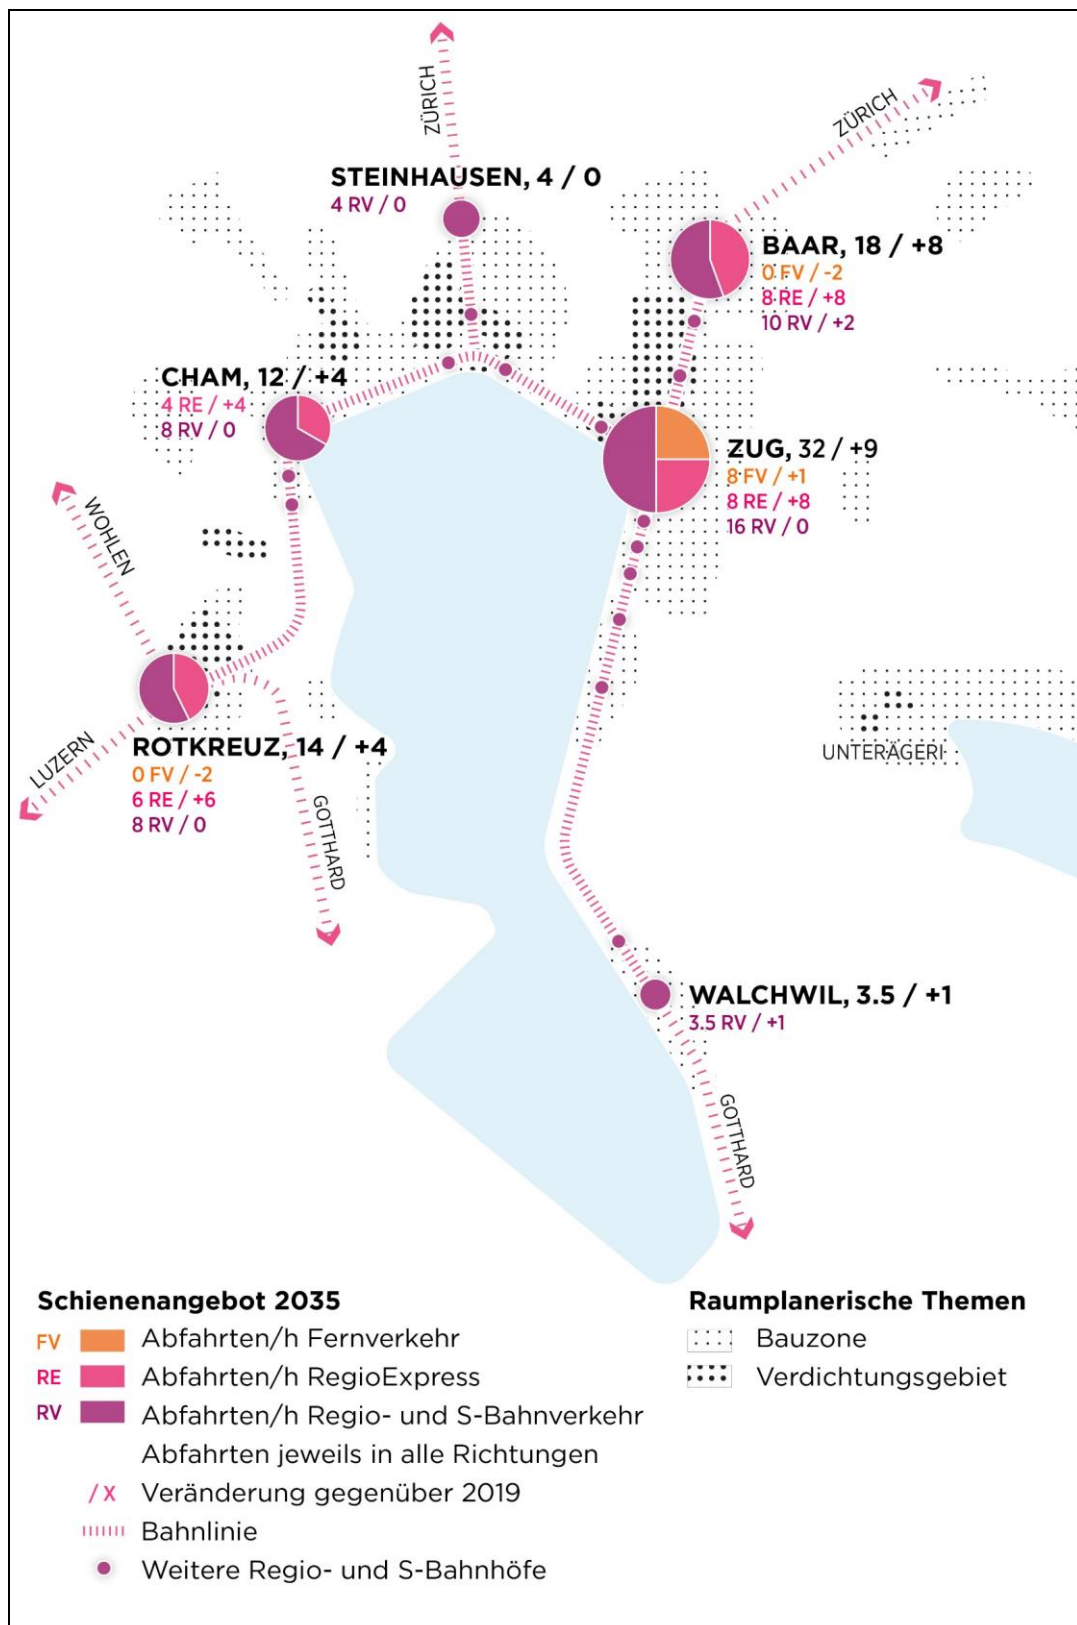 ZÜRICH
ZÜRICH
STEINHAUSEN, 4 / 0
4 RV / 0
BAAR, 18 / +8
0 FV / -2
8 RE / +8
10 RV / +2
CHAM, 12 / +4
4 RE / +4
8 RV / 0
ZUG, 32 / +9
8 FV / +1
8 RE / +8
16 RV / 0
WOHLEN
LUZERN
ROTKREUZ, 14 / +4
0 FV / -2
6 RE / +6
8 RV / 0
GOTTHARD
UNTERÄGERI
WALCHWIL, 3.5 / +1
3.5 RV / +1
GOTTHARD
Schienenangebot 2035
FV Abfahrten/h Fernverkehr
RE Abfahrten/h RegioExpress
RV Abfahrten/h Regio- und S-Bahnverkehr
Abfahrten jeweils in alle Richtungen
/ X Veränderung gegenüber 2019
Bahnlinie
Weitere Regio- und S-Bahnhöfe
Raumplanerische Themen
Bauzone
Verdichtungsgebiet